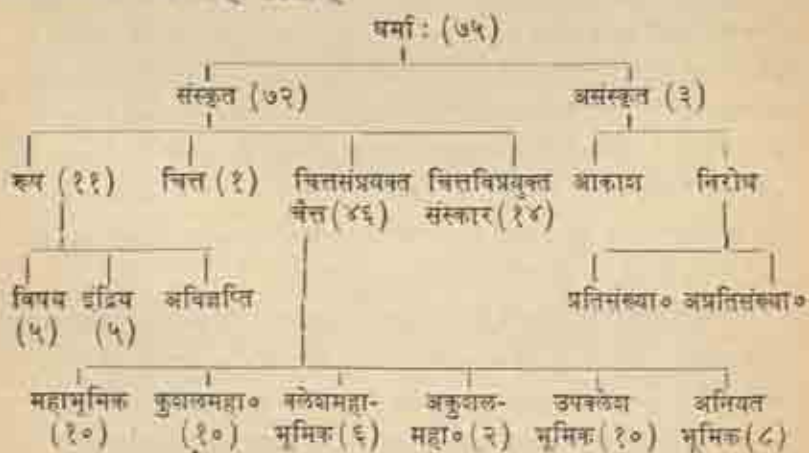 धर्मा: (७५)
संस्कृत (७२) असंस्कृत (३)
रूप (११) चित्त (१) चित्तसंप्रयक्त चित्तविप्रयुक्त आकाश निरोध
चैत्त (४६) संस्कार (१४)
विषय इंद्रिय अविज्ञप्ति प्रतिसंख्या० अप्रतिसंख्या०
(५) (५)
महाभूमिक कुशलमहा० क्लेशमहा- अकुशल- उपक्लेश अनियत
(१०) (१०) भूमिक (६) महा० (२) भूमिक (१०) भूमिक (८)